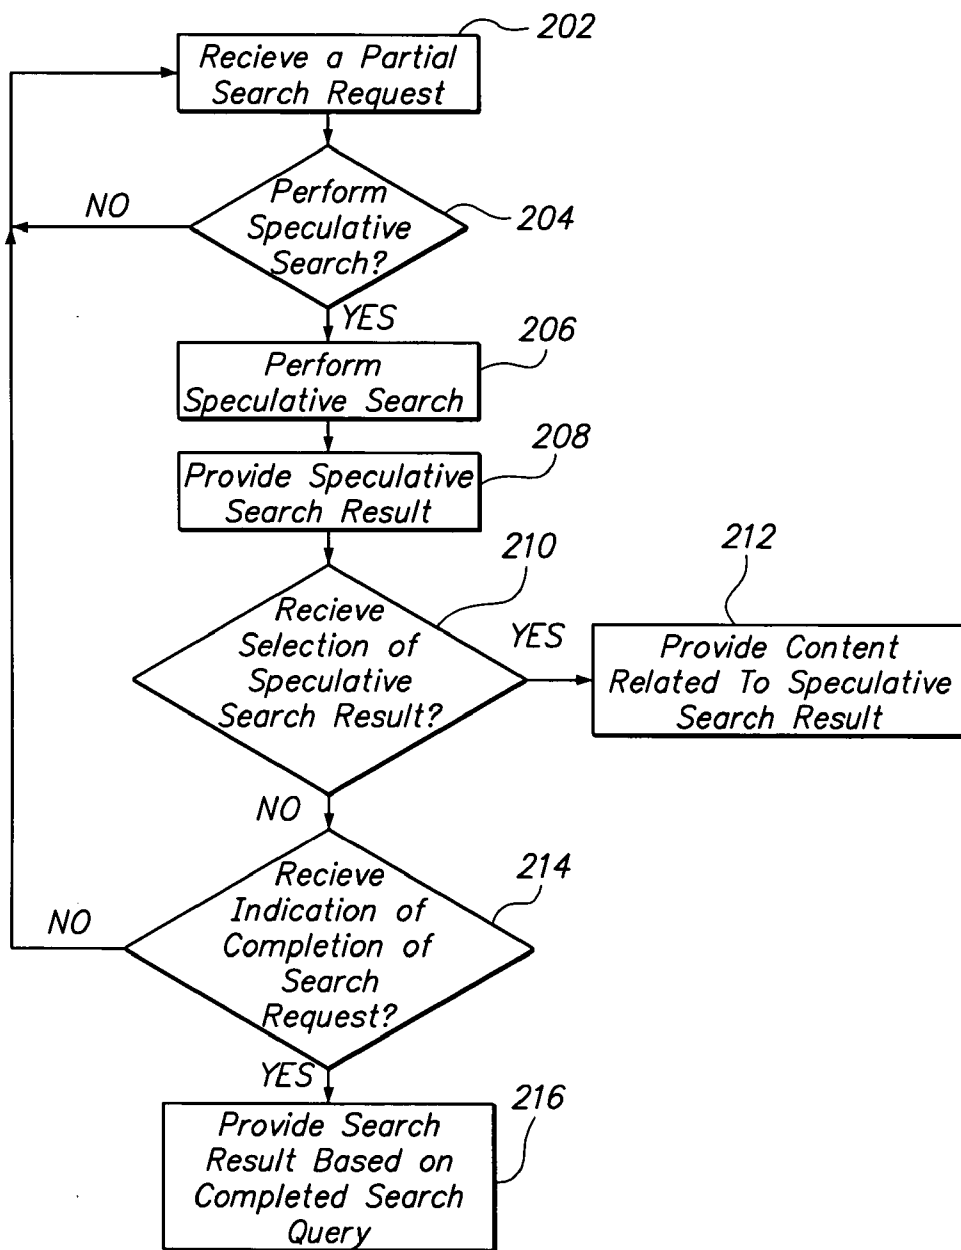 202
Recieve a Partial
Search Request
Perform
Speculative
Search?
204
NO
YES
206
Perform
Speculative Search
208
Provide Speculative
Search Result
210
Recieve
Selection of
Speculative
Search Result?
YES
212
Provide Content
Related To Speculative
Search Result
NO
214
Recieve
Indication of
Completion of
Search
Request?
NO
YES
216
Provide Search
Result Based on
Completed Search
Query